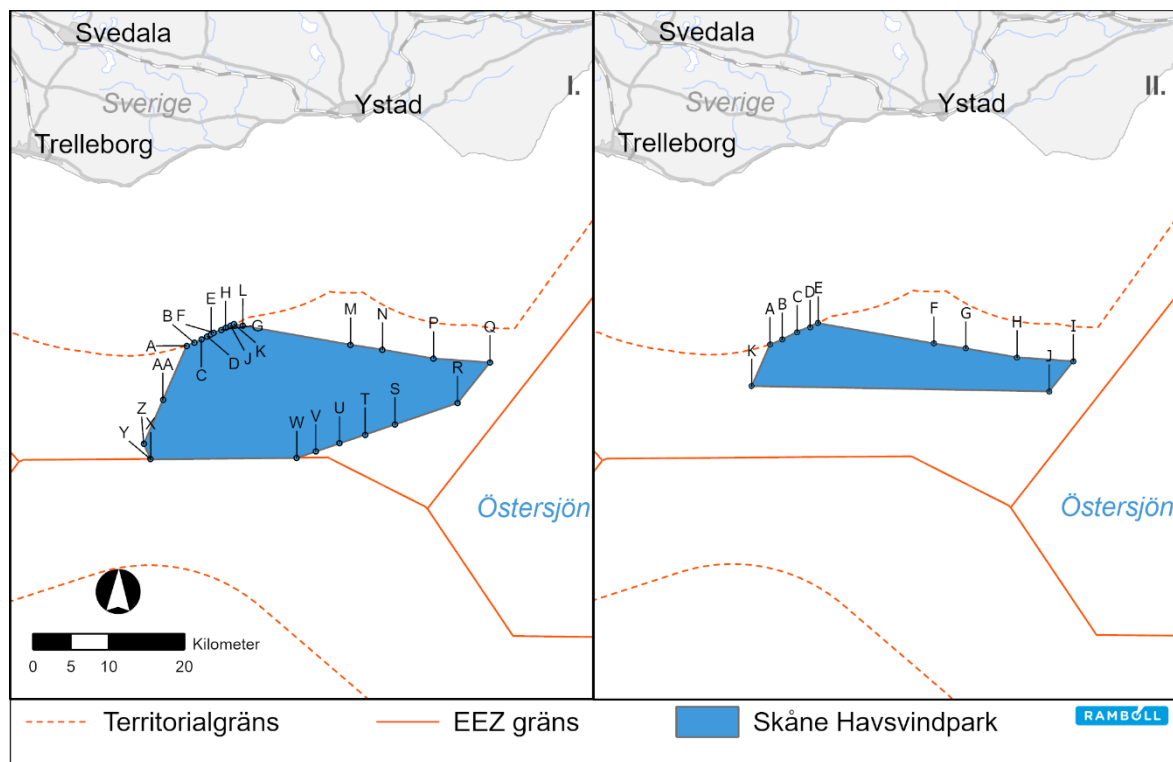 Svedala
I.
Sverige
Ystad
Trelleborg
E H L
B F M N
A G P Q
C D J K
AA R
Z X S
Y W V U T
Östersjön
Kilometer
0 5 10 20
Svedala
II.
Sverige
Ystad
Trelleborg
A B C D E
F G H I
K J
Östersjön
Territorialgräns
EEZ gräns
Skåne Havsvindpark
RAMBOLL